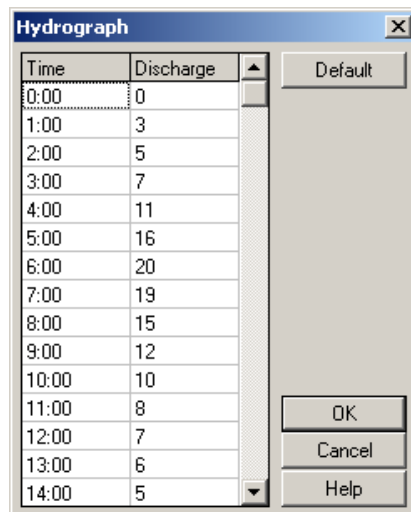 Hydrograph
Time Discharge
0:00 0
1:00 3
2:00 5
3:00 7
4:00 11
5:00 16
6:00 20
7:00 19
8:00 15
9:00 12
10:00 10
11:00 8
12:00 7
13:00 6
14:00 5
Default
OK
Cancel
Help